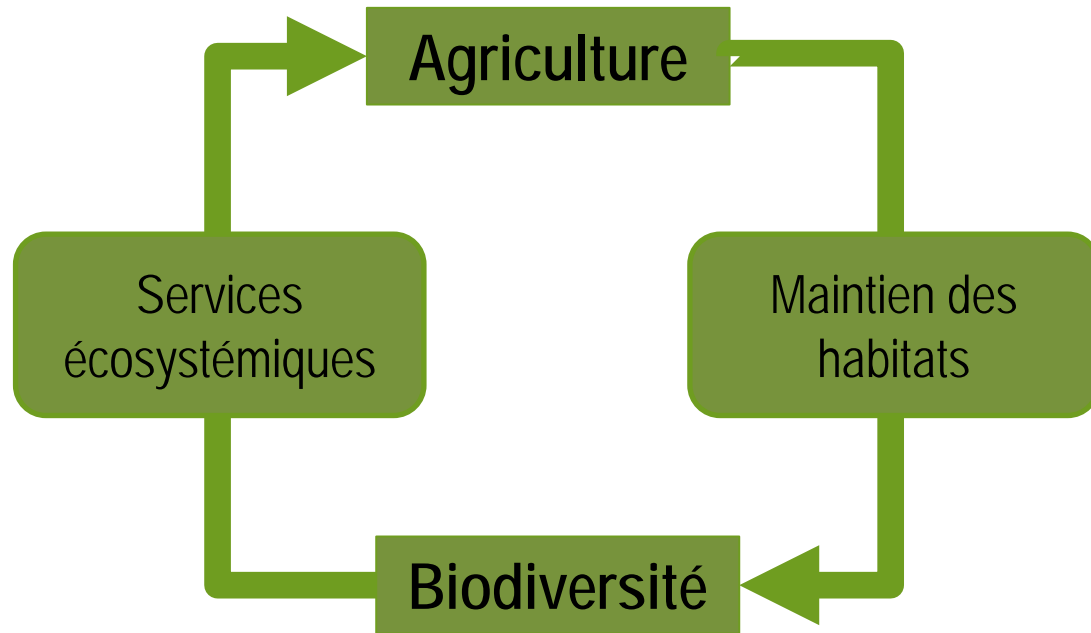 Agriculture
Services
écosystémiques
Maintien des
habitats
Biodiversité